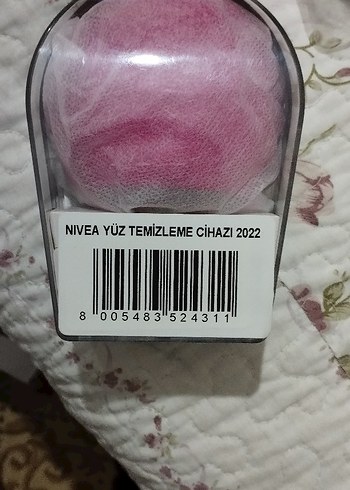 NIVEA YÜZ TEMİZLEME CİHAZI 2022
8 005483 524311